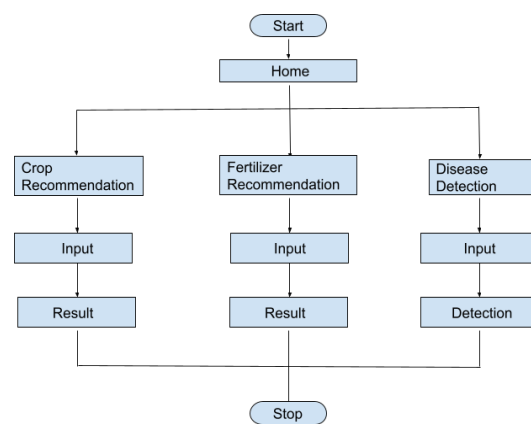 Start
Home
Crop
Recommendation
Fertilizer
Recommendation
Disease
Detection
Input
Input
Input
Result
Result
Detection
Stop